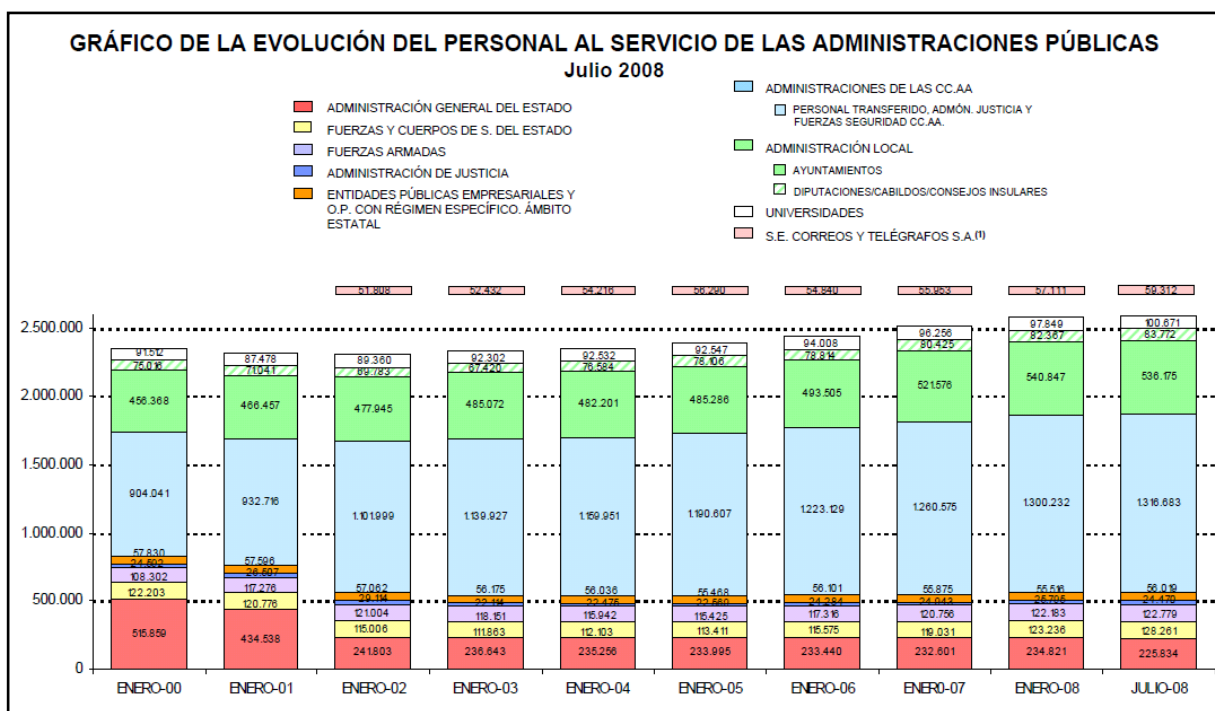 GRÁFICO DE LA EVOLUCIÓN DEL PERSONAL AL SERVICIO DE LAS ADMINISTRACIONES PÚBLICAS
Julio 2008
ADMINISTRACIÓN GENERAL DEL ESTADO
FUERZAS Y CUERPOS DE S. DEL ESTADO
FUERZAS ARMADAS
ADMINISTRACIÓN DE JUSTICIA
ENTIDADES PÚBLICAS EMPRESARIALES Y
O.P. CON RÉGIMEN ESPECÍFICO. ÁMBITO
ESTATAL
ADMINISTRACIONES DE LAS CC.AA
PERSONAL TRANSFERIDO, ADMÓN. JUSTICIA Y
FUERZAS SEGURIDAD CC.AA.
ADMINISTRACIÓN LOCAL
AYUNTAMIENTOS
DIPUTACIONES/CABILDOS/CONSEJOS INSULARES
UNIVERSIDADES
S.E. CORREOS Y TELÉGRAFOS S.A.(1)
51.808 52.432 54.216 56.290 54.840 55.953 57.111 59.312
2.500.000
2.000.000
1.500.000
1.000.000
500.000
0
91.512 87.478 89.360 92.302 92.532 92.547 94.008 96.256 97.849 100.671
75.016 71.041 69.783 67.420 76.584 78.106 78.814 80.425 82.367 83.772
456.368 466.457 477.945 485.072 482.201 485.286 493.505 521.576 540.847 536.175
904.041 932.716 1.101.999 1.139.927 1.159.951 1.190.607 1.223.129 1.260.575 1.300.232 1.316.683
57.830 57.596 57.062 56.175 56.036 55.468 56.101 55.875 55.516 56.019
29.114 22.114 24.284
108.302 117.276 121.004 118.151 115.942 115.425 117.316 120.756 122.183 122.779
122.203 120.776 115.006 111.863 112.103 113.411 115.575 119.031 123.236 128.261
515.859 434.538 241.803 236.643 235.256 233.995 233.440 232.601 234.821 225.834
ENERO-00 ENERO-01 ENERO-02 ENERO-03 ENERO-04 ENERO-05 ENERO-06 ENER0-07 ENERO-08 JULIO-08